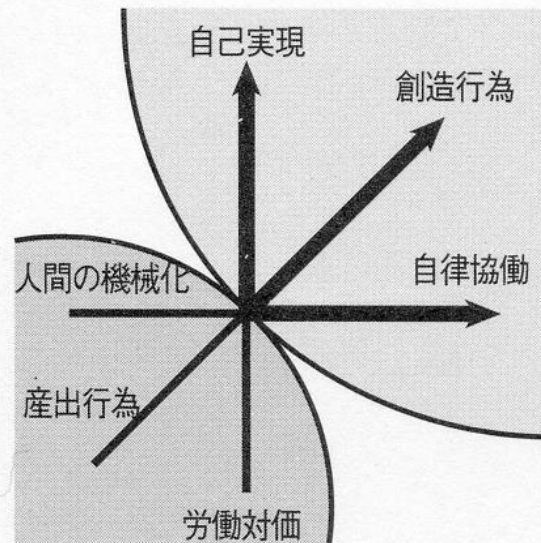 自己実現
創造行為
人間の機械化
自律協働
産出行為
労働対価